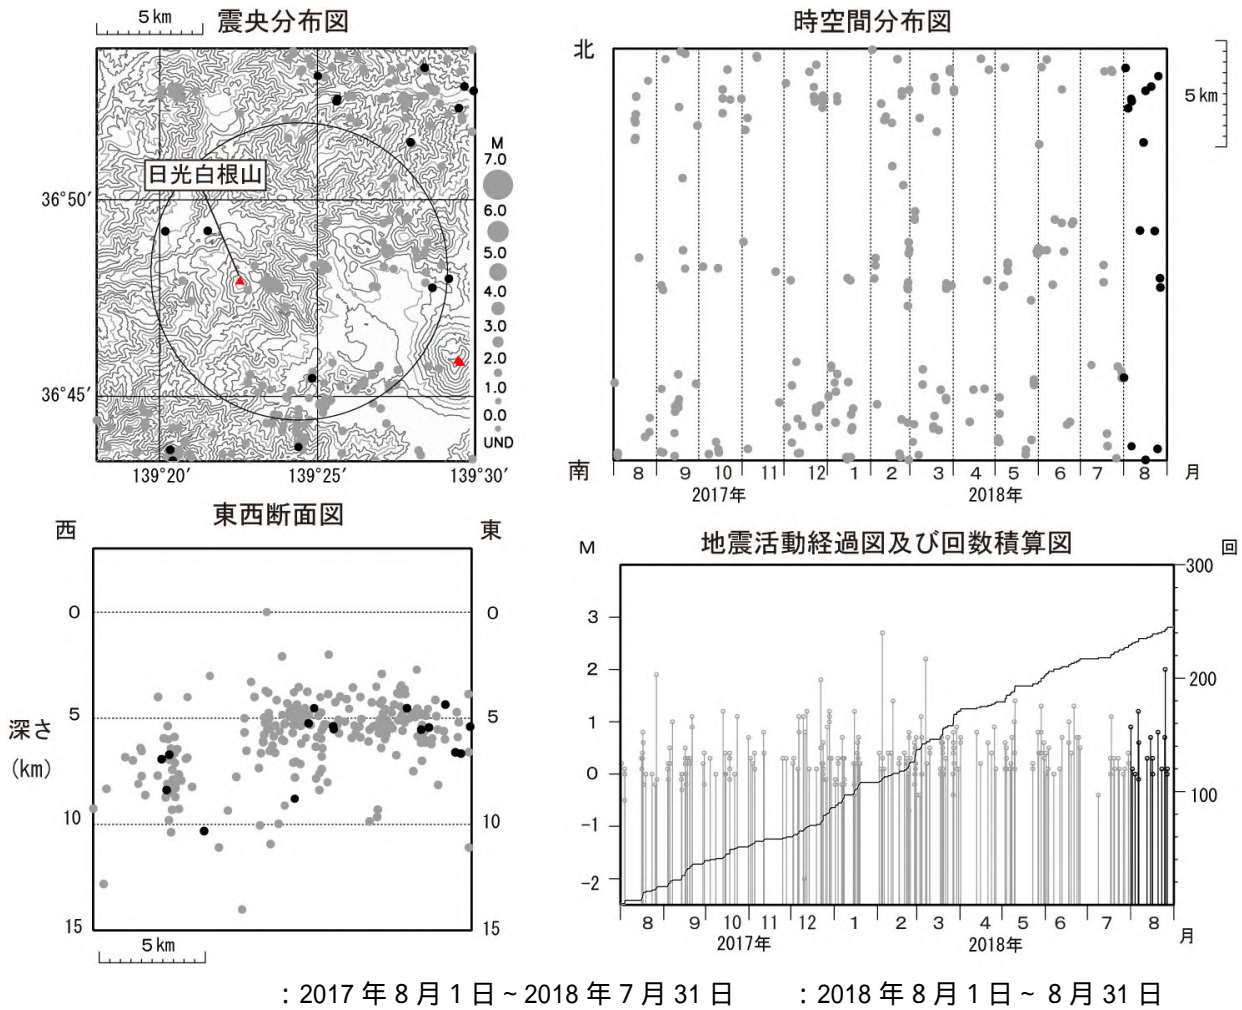 5km
震央分布図
日光白根山
36°50′
36°45′
139°20′
139°25′
139°30′
M
7.0
6.0
5.0
4.0
3.0
2.0
1.0
0.0
UND
時空間分布図
北
南
5km
8 9 10 11 12 1 2 3 4 5 6 7 8 月
2017年 2018年
東西断面図
西 東
0 0
5 5
深さ
(km)
10 10
15 15
5km
地震活動経過図及び回数積算図
M 回
300
3
2
200
1
0
100
-1
-2
8 9 10 11 12 1 2 3 4 5 6 7 8 月
2017年 2018年
：2017 年 8 月 1 日 ~ 2018 年 7 月 31 日 ：2018 年 8 月 1 日 ~ 8 月 31 日